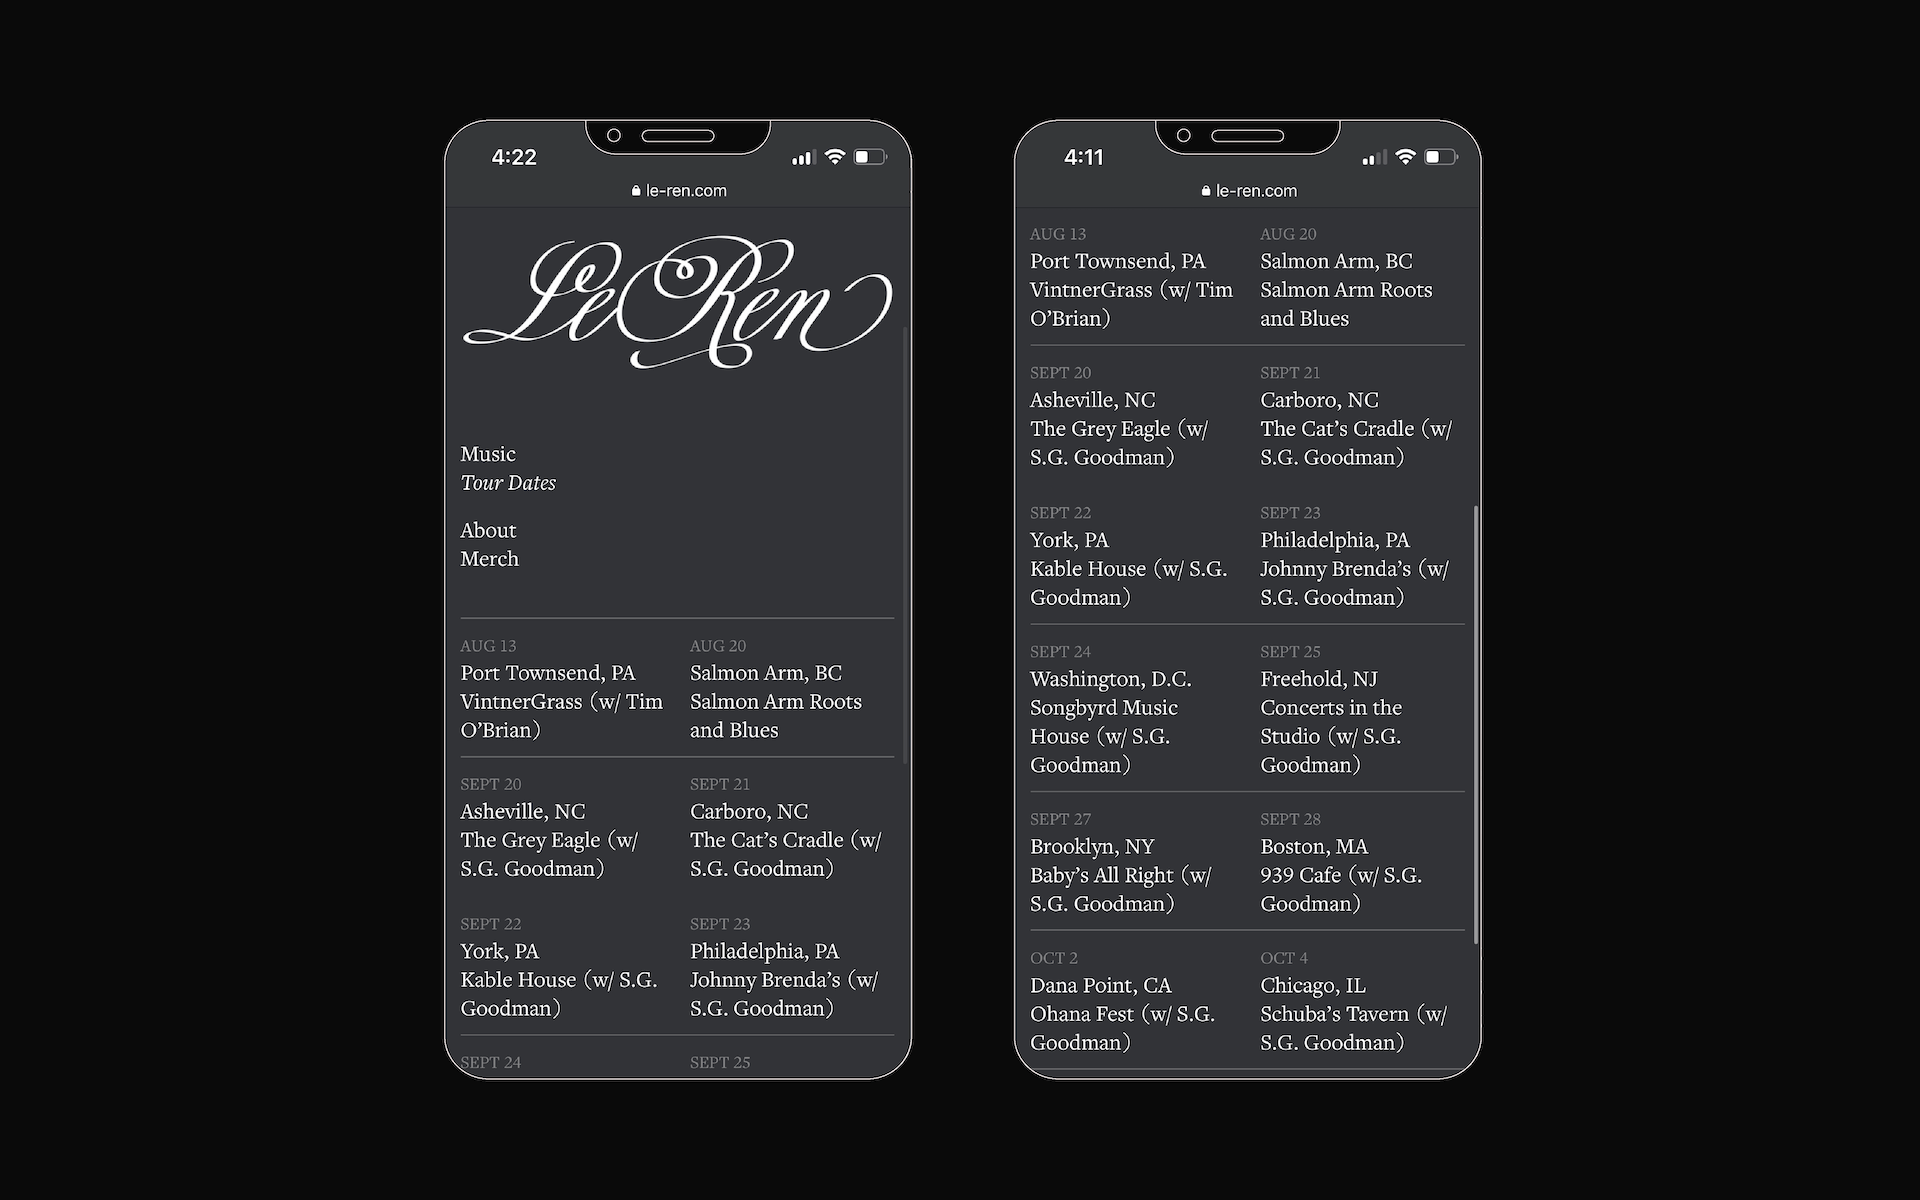 4:22
le-ren.com
Le Ren
Music
Tour Dates
About
Merch
AUG 13
Port Townsend, PA
VintnerGrass (w/ Tim
O’Brian)
AUG 20
Salmon Arm, BC
Salmon Arm Roots
and Blues
SEPT 20
Asheville, NC
The Grey Eagle (w/
S.G. Goodman)
SEPT 21
Carboro, NC
The Cat’s Cradle (w/
S.G. Goodman)
SEPT 22
York, PA
Kable House (w/ S.G.
Goodman)
SEPT 23
Philadelphia, PA
Johnny Brenda’s (w/
S.G. Goodman)
SEPT 24
SEPT 25
4:11
le-ren.com
AUG 13
Port Townsend, PA
VintnerGrass (w/ Tim
O’Brian)
AUG 20
Salmon Arm, BC
Salmon Arm Roots
and Blues
SEPT 20
Asheville, NC
The Grey Eagle (w/
S.G. Goodman)
SEPT 21
Carboro, NC
The Cat’s Cradle (w/
S.G. Goodman)
SEPT 22
York, PA
Kable House (w/ S.G.
Goodman)
SEPT 23
Philadelphia, PA
Johnny Brenda’s (w/
S.G. Goodman)
SEPT 24
Washington, D.C.
Songbyrd Music
House (w/ S.G.
Goodman)
SEPT 25
Freehold, NJ
Concerts in the
Studio (w/ S.G.
Goodman)
SEPT 27
Brooklyn, NY
Baby’s All Right (w/
S.G. Goodman)
SEPT 28
Boston, MA
939 Cafe (w/ S.G.
Goodman)
OCT 2
Dana Point, CA
Ohana Fest (w/ S.G.
Goodman)
OCT 4
Chicago, IL
Schuba’s Tavern (w/
S.G. Goodman)